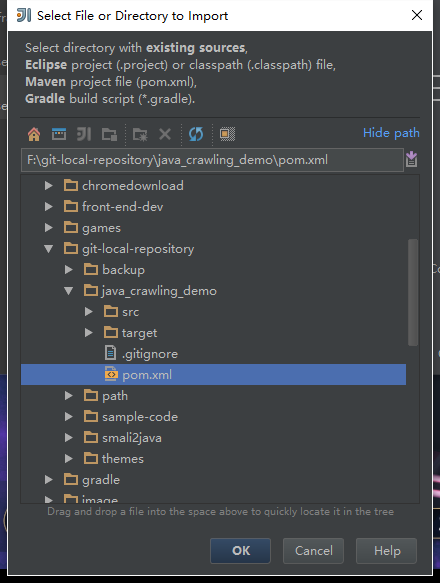 Select File or Directory to Import
Select directory with existing sources,
Eclipse project (.project) or classpath (.classpath) file,
Maven project file (pom.xml),
Gradle build script (*.gradle).
Hide path
F:\git-local-repository\java_crawling_demo\pom.xml
chromedownload
front-end-dev
games
git-local-repository
backup
java_crawling_demo
src
target
.gitignore
pom.xml
path
sample-code
smali2java
themes
gradle
image
Drag and drop a file into the space above to quickly locate it in the tree
OK
Cancel
Help